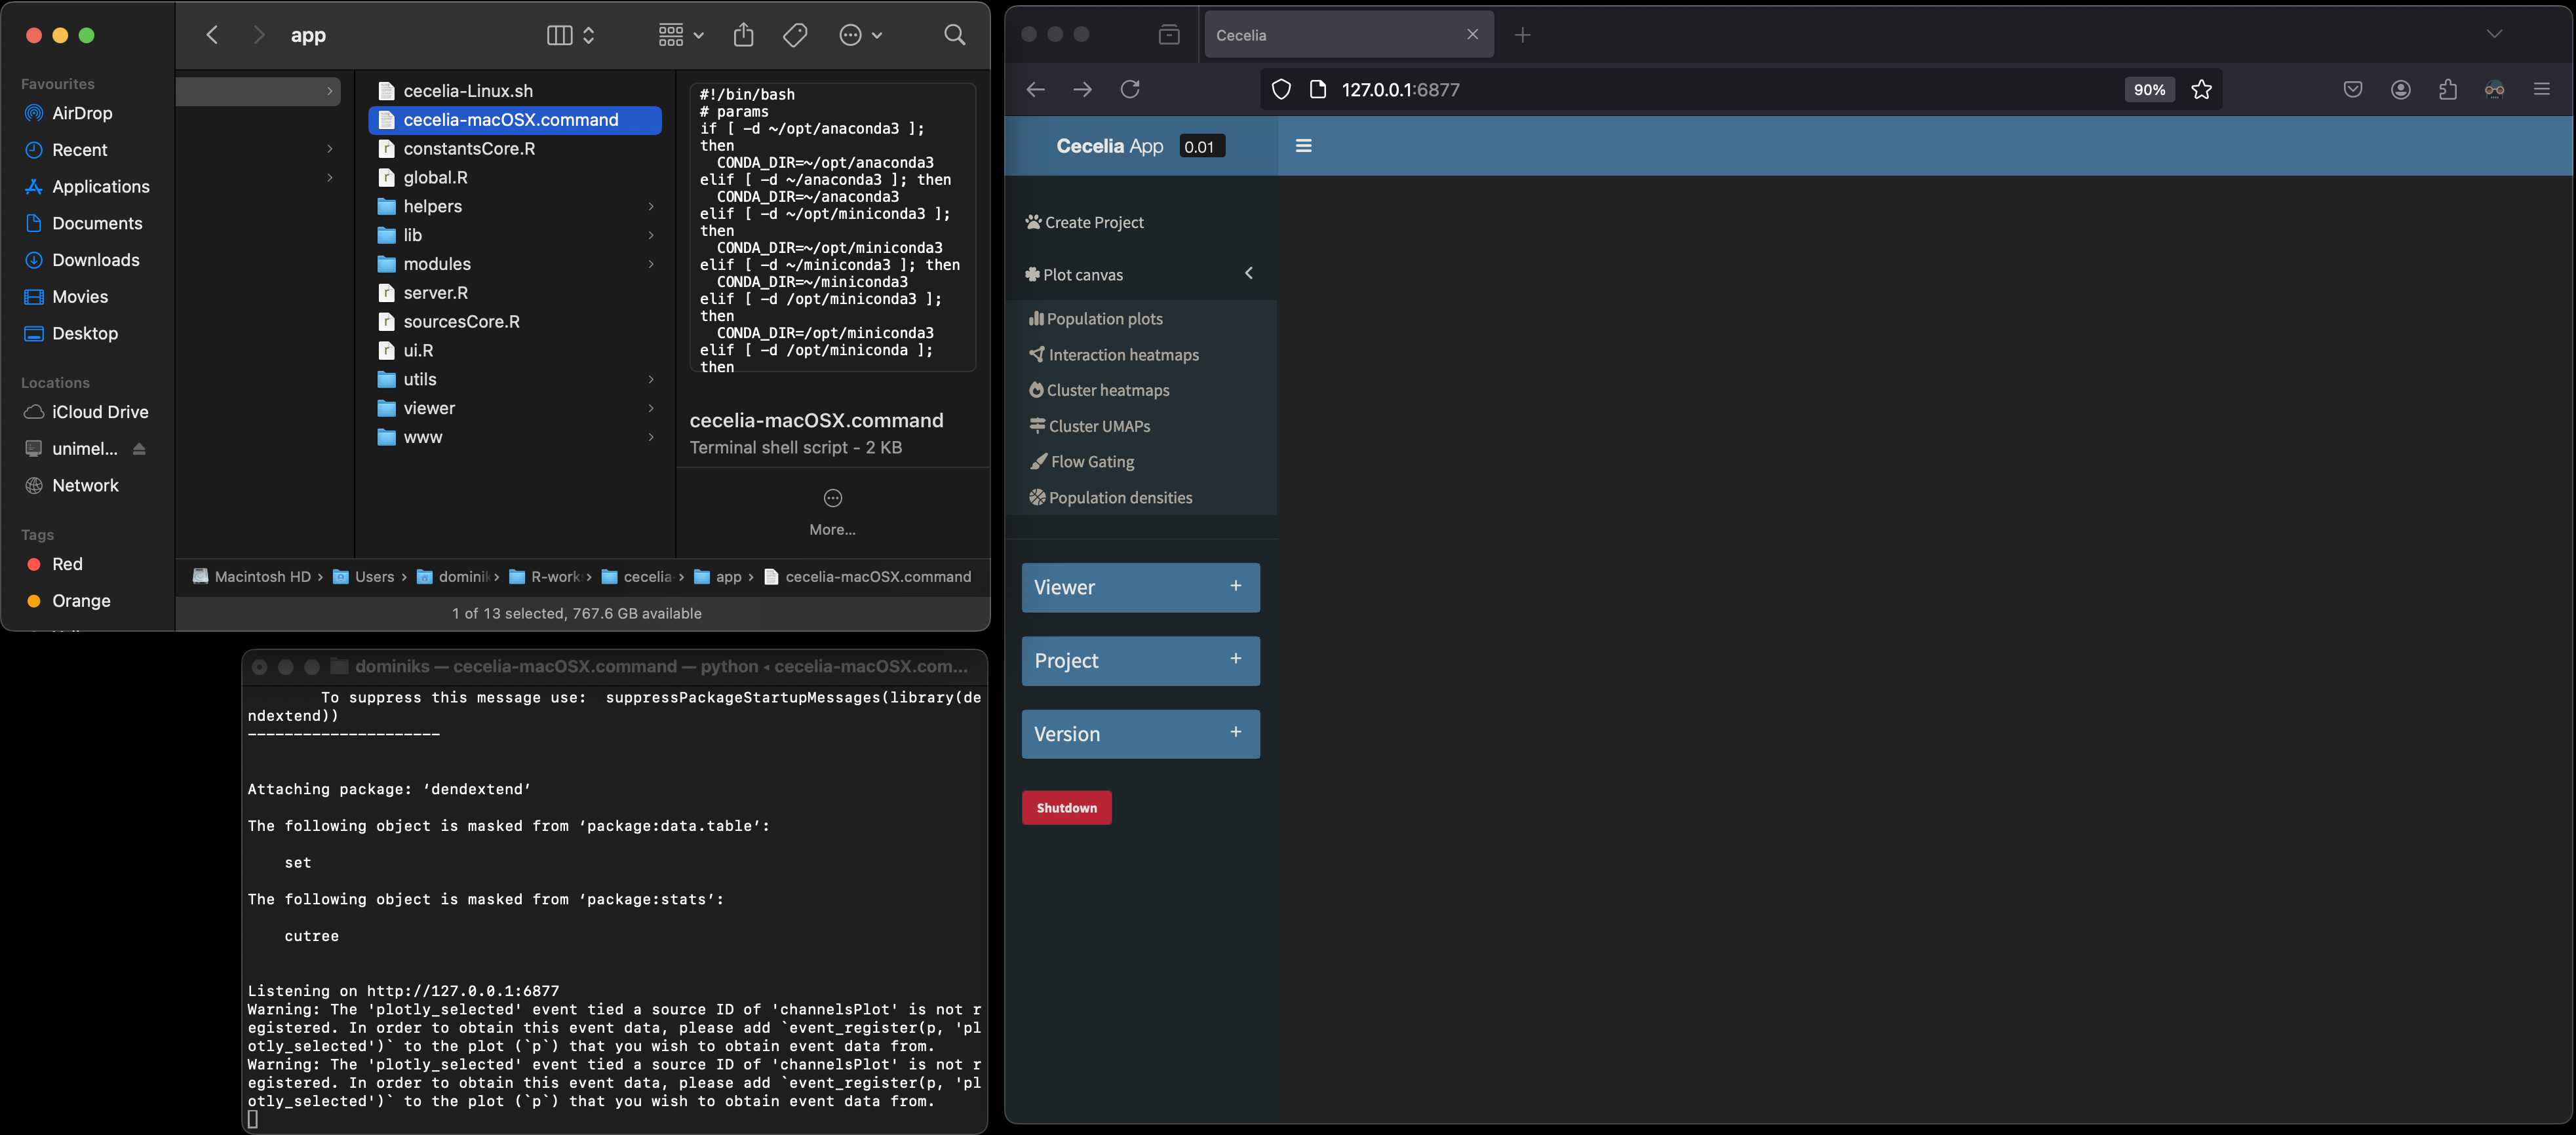 app
Favourites
AirDrop
Recent
Applications
Documents
Downloads
Movies
Desktop
Locations
iCloud Drive
unimel...
Network
Tags
Red
Orange
cecelia-Linux.sh
cecelia-macOSX.command
constantsCore.R
global.R
helpers
lib
modules
server.R
sourcesCore.R
ui.R
utils
viewer
www
#!/bin/bash
# params
if [ -d ~/opt/anaconda3 ];
then
CONDA_DIR=~/opt/anaconda3
elif [ -d ~/anaconda3 ]; then
CONDA_DIR=~/anaconda3
elif [ -d ~/opt/miniconda3 ];
then
CONDA_DIR=~/opt/miniconda3
elif [ -d ~/miniconda3 ]; then
CONDA_DIR=~/miniconda3
elif [ -d /opt/miniconda3 ];
then
CONDA_DIR=/opt/miniconda3
elif [ -d /opt/miniconda ];
then
cecelia-macOSX.command
Terminal shell script - 2 KB
More...
Macintosh HD › Users › dominik › R-work › cecelia › app › cecelia-macOSX.command
1 of 13 selected, 767.6 GB available
dominiks — cecelia-macOSX.command — python ◂ cecelia-macOSX.com...
To suppress this message use:  suppressPackageStartupMessages(library(de
ndextend))
---------------------
Attaching package: ‘dendextend’
The following object is masked from ‘package:data.table’:
set
The following object is masked from ‘package:stats’:
cutree
Listening on http://127.0.0.1:6877
Warning: The 'plotly_selected' event tied a source ID of 'channelsPlot' is not r
egistered. In order to obtain this event data, please add `event_register(p, 'pl
otly_selected')` to the plot (`p`) that you wish to obtain event data from.
Warning: The 'plotly_selected' event tied a source ID of 'channelsPlot' is not r
egistered. In order to obtain this event data, please add `event_register(p, 'pl
otly_selected')` to the plot (`p`) that you wish to obtain event data from.
Cecelia
127.0.0.1:6877
90%
Cecelia App 0.01
Create Project
Plot canvas
Population plots
Interaction heatmaps
Cluster heatmaps
Cluster UMAPs
Flow Gating
Population densities
Viewer +
Project +
Version +
Shutdown